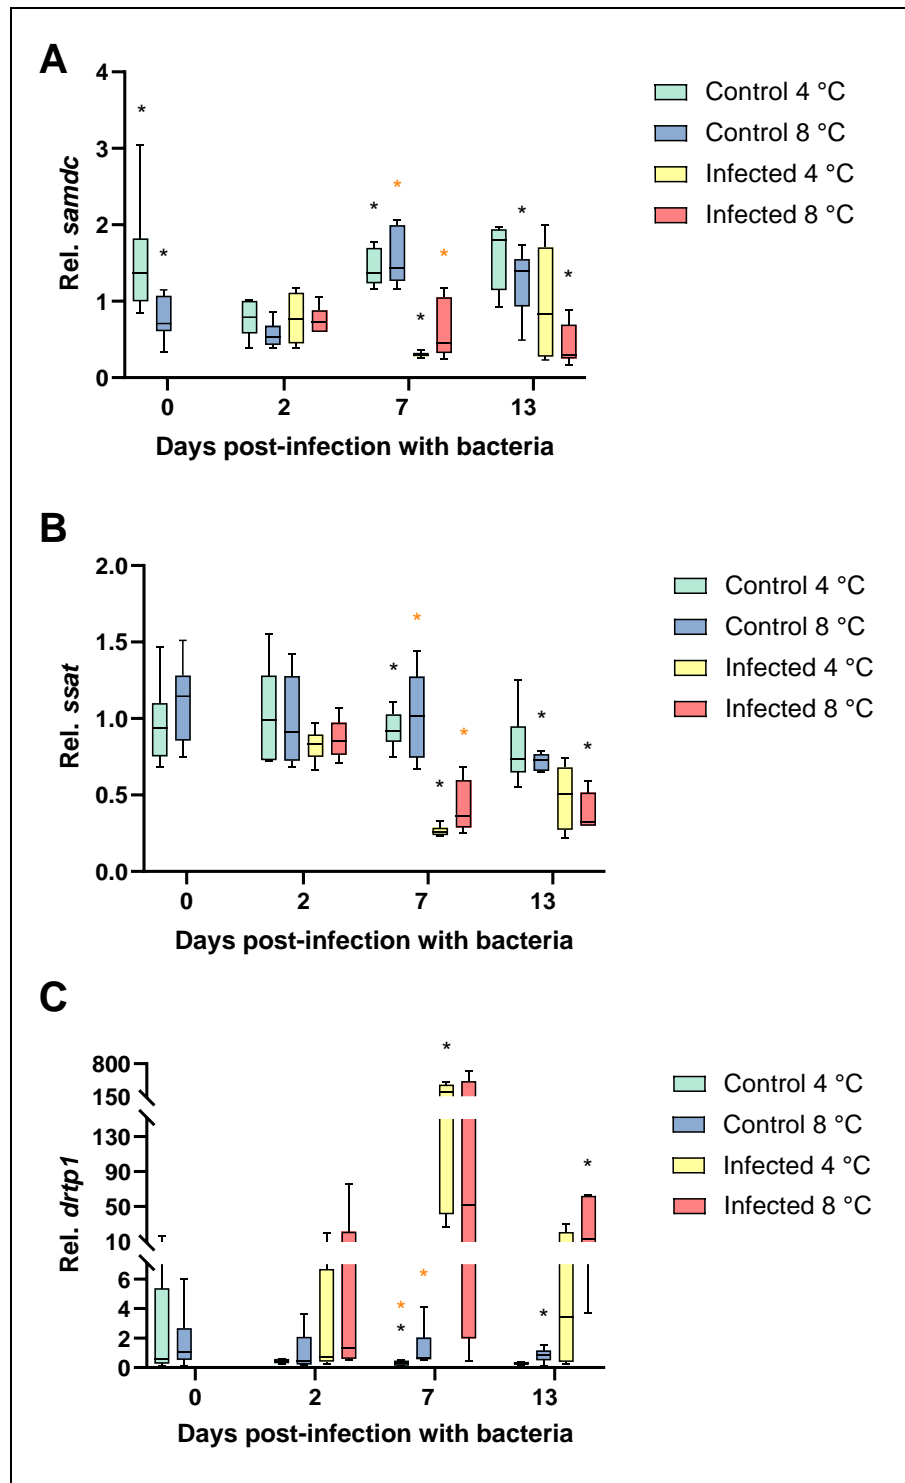 A
4
3
2
1
0
Rel. samdc
* * * * * * * *
0 2 7 13
Days post-infection with bacteria
Control 4 °C
Control 8 °C
Infected 4 °C
Infected 8 °C
B
2.0
1.5
1.0
0.5
0.0
Rel. ssat
* * * * * *
0 2 7 13
Days post-infection with bacteria
Control 4 °C
Control 8 °C
Infected 4 °C
Infected 8 °C
C
800
150
130
90
50
10
6
4
2
0
Rel. drtp1
* * * * * *
0 2 7 13
Days post-infection with bacteria
Control 4 °C
Control 8 °C
Infected 4 °C
Infected 8 °C